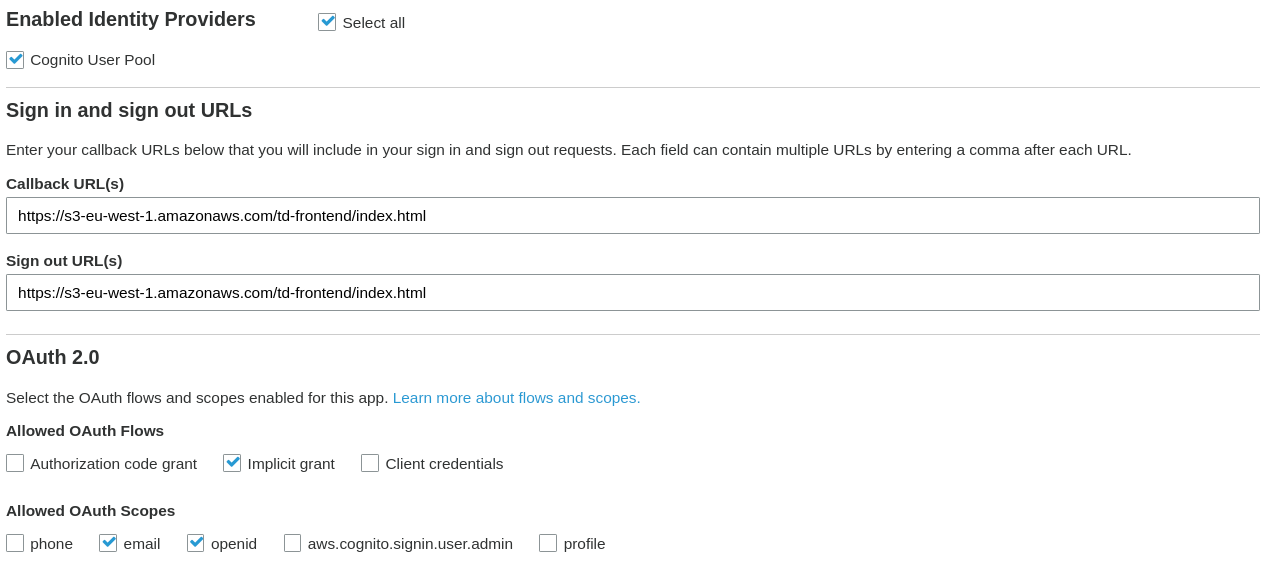 Enabled Identity Providers Select all
Cognito User Pool
Sign in and sign out URLs
Enter your callback URLs below that you will include in your sign in and sign out requests. Each field can contain multiple URLs by entering a comma after each URL.
Callback URL(s)
https://s3-eu-west-1.amazonaws.com/td-frontend/index.html
Sign out URL(s)
https://s3-eu-west-1.amazonaws.com/td-frontend/index.html
OAuth 2.0
Select the OAuth flows and scopes enabled for this app. Learn more about flows and scopes.
Allowed OAuth Flows
Authorization code grant Implicit grant Client credentials
Allowed OAuth Scopes
phone email openid aws.cognito.signin.user.admin profile